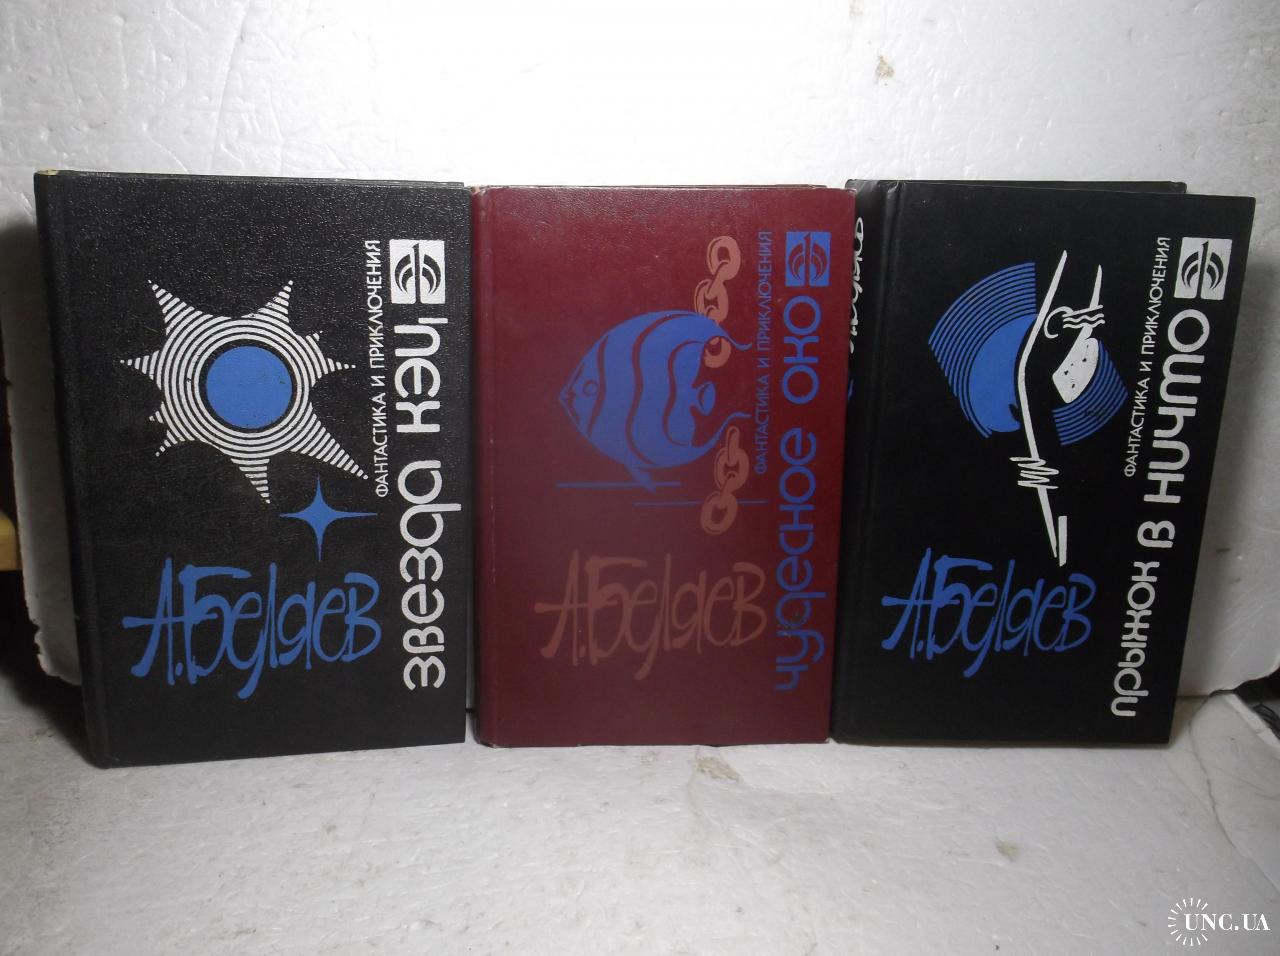 А. Беляев
ЗВЕЗДА КЭЦ
ФАНТАСТИКА И ПРИКЛЮЧЕНИЯ
А. Беляев
ЧУДЕСНОЕ ОКО
ФАНТАСТИКА И ПРИКЛЮЧЕНИЯ
А. Беляев
ПРЫЖОК В НИЧТО
ФАНТАСТИКА И ПРИКЛЮЧЕНИЯ
UNC.UA